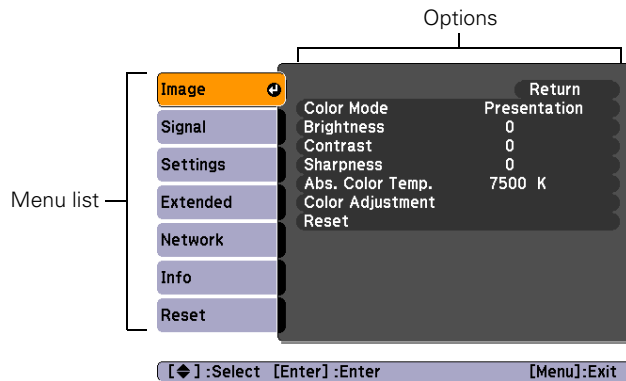 Options
Menu list
Image
Signal
Settings
Extended
Network
Info
Reset
Return
Color Mode Presentation
Brightness 0
Contrast 0
Sharpness 0
Abs. Color Temp. 7500 K
Color Adjustment
Reset
[ ] :Select [Enter] :Enter [Menu]:Exit